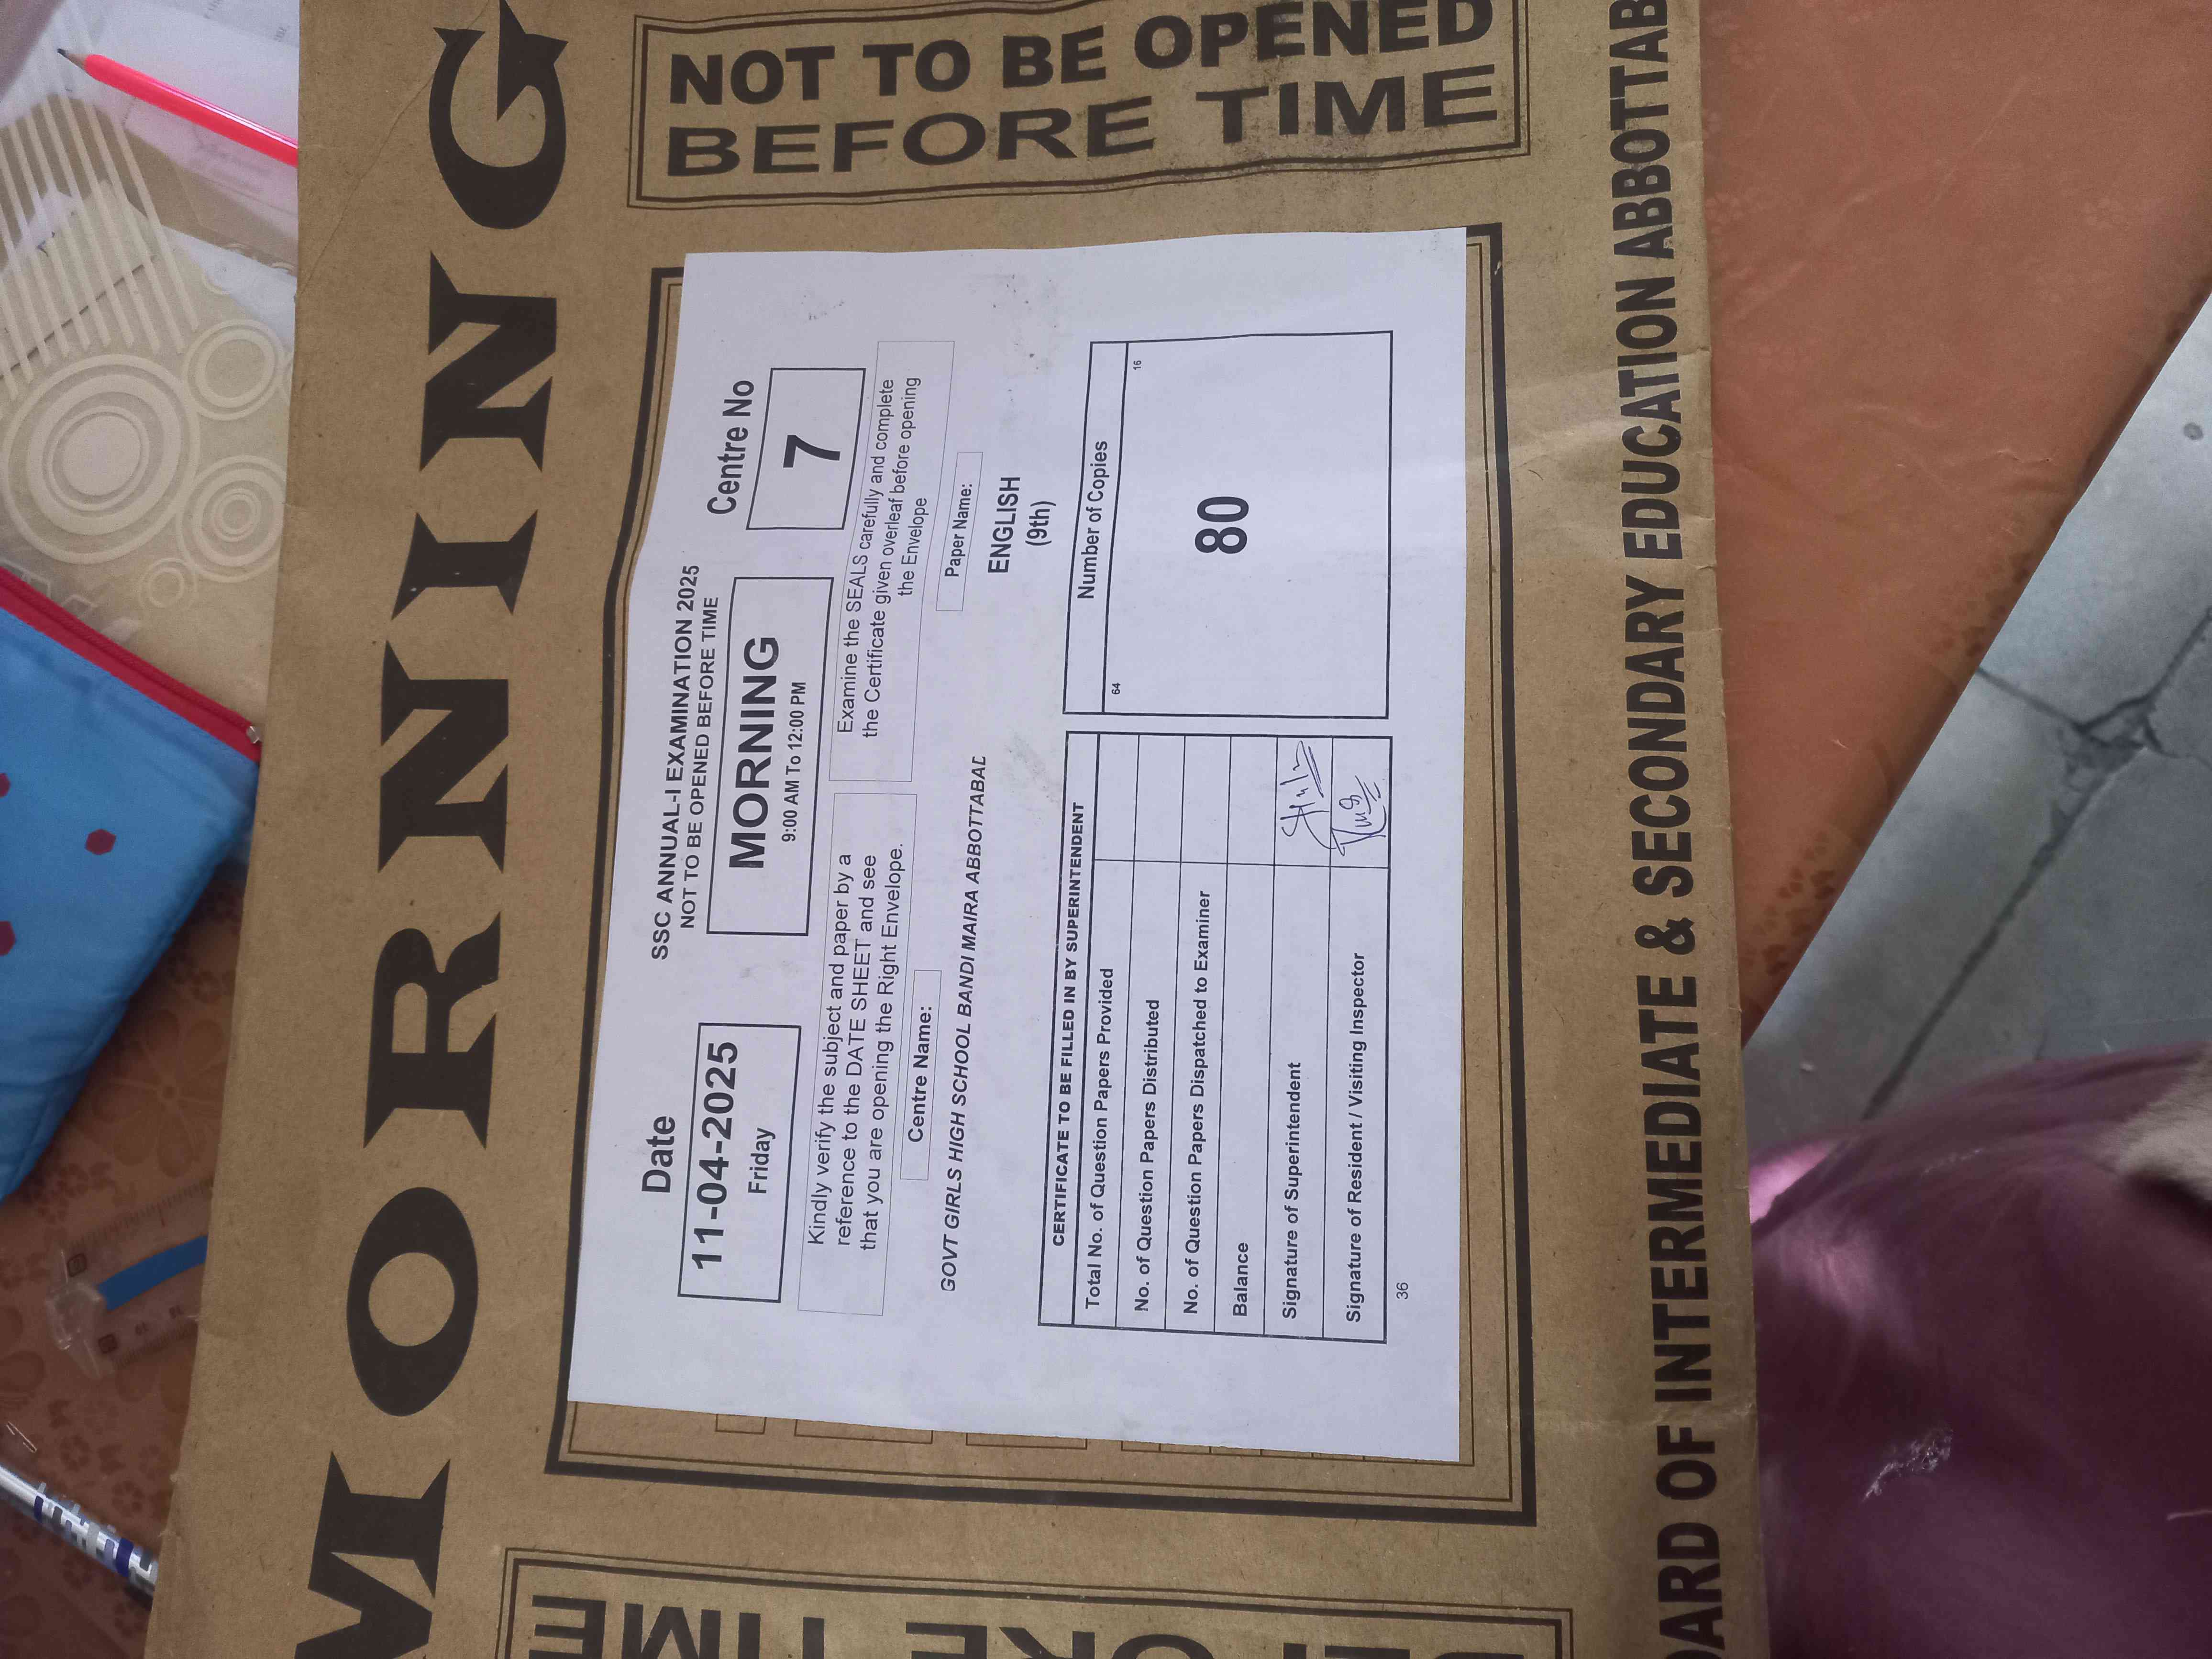 MORNING
NOT TO BE OPENED
BEFORE TIME
SSC ANNUAL-I EXAMINATION 2025
NOT TO BE OPENED BEFORE TIME
Date
11-04-2025
Friday
MORNING
9:00 AM To 12:00 PM
Centre No
7
Kindly verify the subject and paper by a
reference to the DATE SHEET and see
that you are opening the Right Envelope.
Examine the SEALS carefully and complete
the Certificate given overleaf before opening
the Envelope
Centre Name:
GOVT GIRLS HIGH SCHOOL BANDI MAIRA ABBOTTABAD
Paper Name:
ENGLISH
(9th)
CERTIFICATE TO BE FILLED IN BY SUPERINTENDENT
Total No. of Question Papers Provided
No. of Question Papers Distributed
No. of Question Papers Dispatched to Examiner
Balance
Signature of Superintendent
Signature of Resident / Visiting Inspector
36
Number of Copies
64
16
80
OARD OF INTERMEDIATE & SECONDARY EDUCATION ABBOTTAB